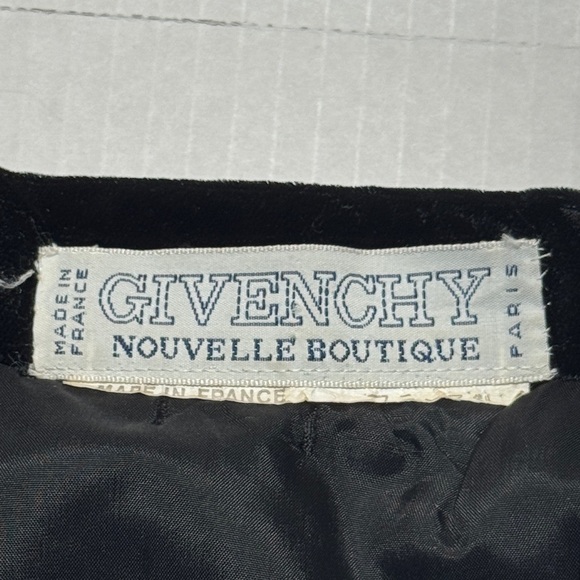 MADE IN
FRANCE
GIVENCHY
NOUVELLE BOUTIQUE
PARIS
MADE IN FRANCE